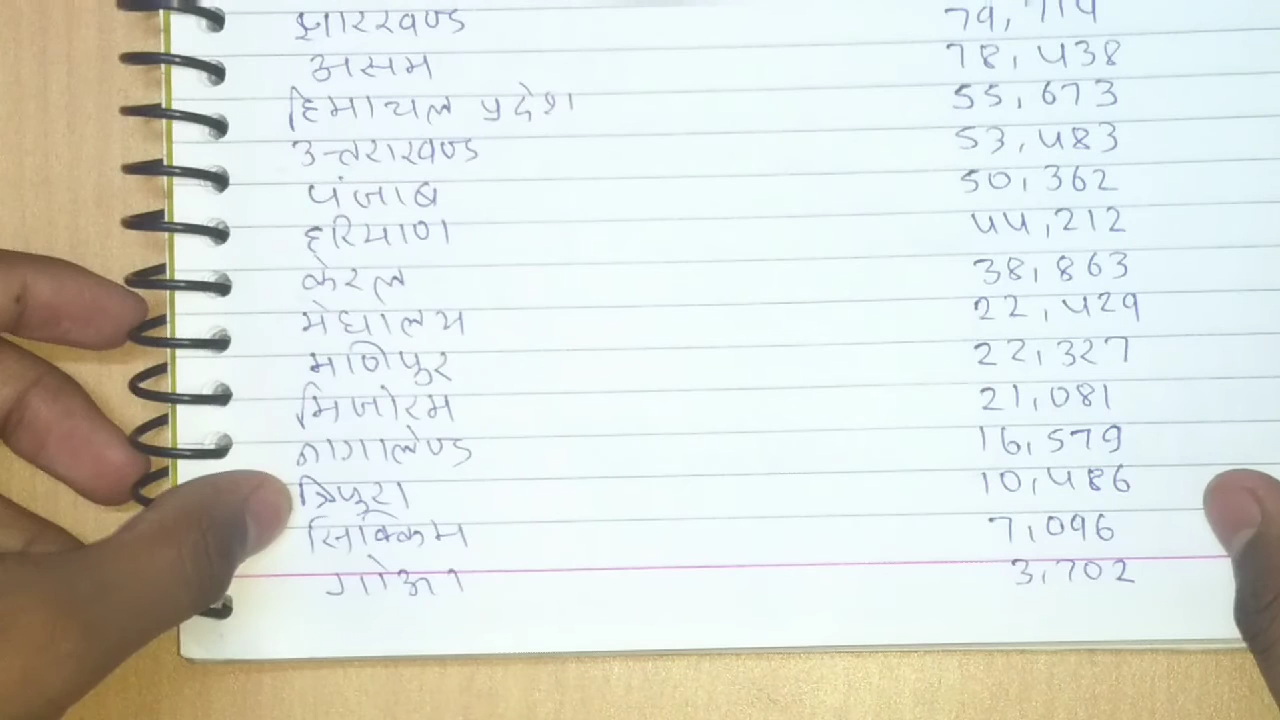 झारखण्ड 79,714
असम 78,438
हिमाचल प्रदेश 55,673
उत्तराखण्ड 53,483
पंजाब 50,362
हरियाणा 44,212
केरल 38,863
मेघालय 22,429
मणिपुर 22,327
मिजोरम 21,081
नागालेण्ड 16,579
त्रिपुरा 10,486
सिक्किम 7,096
गोआ 3,702